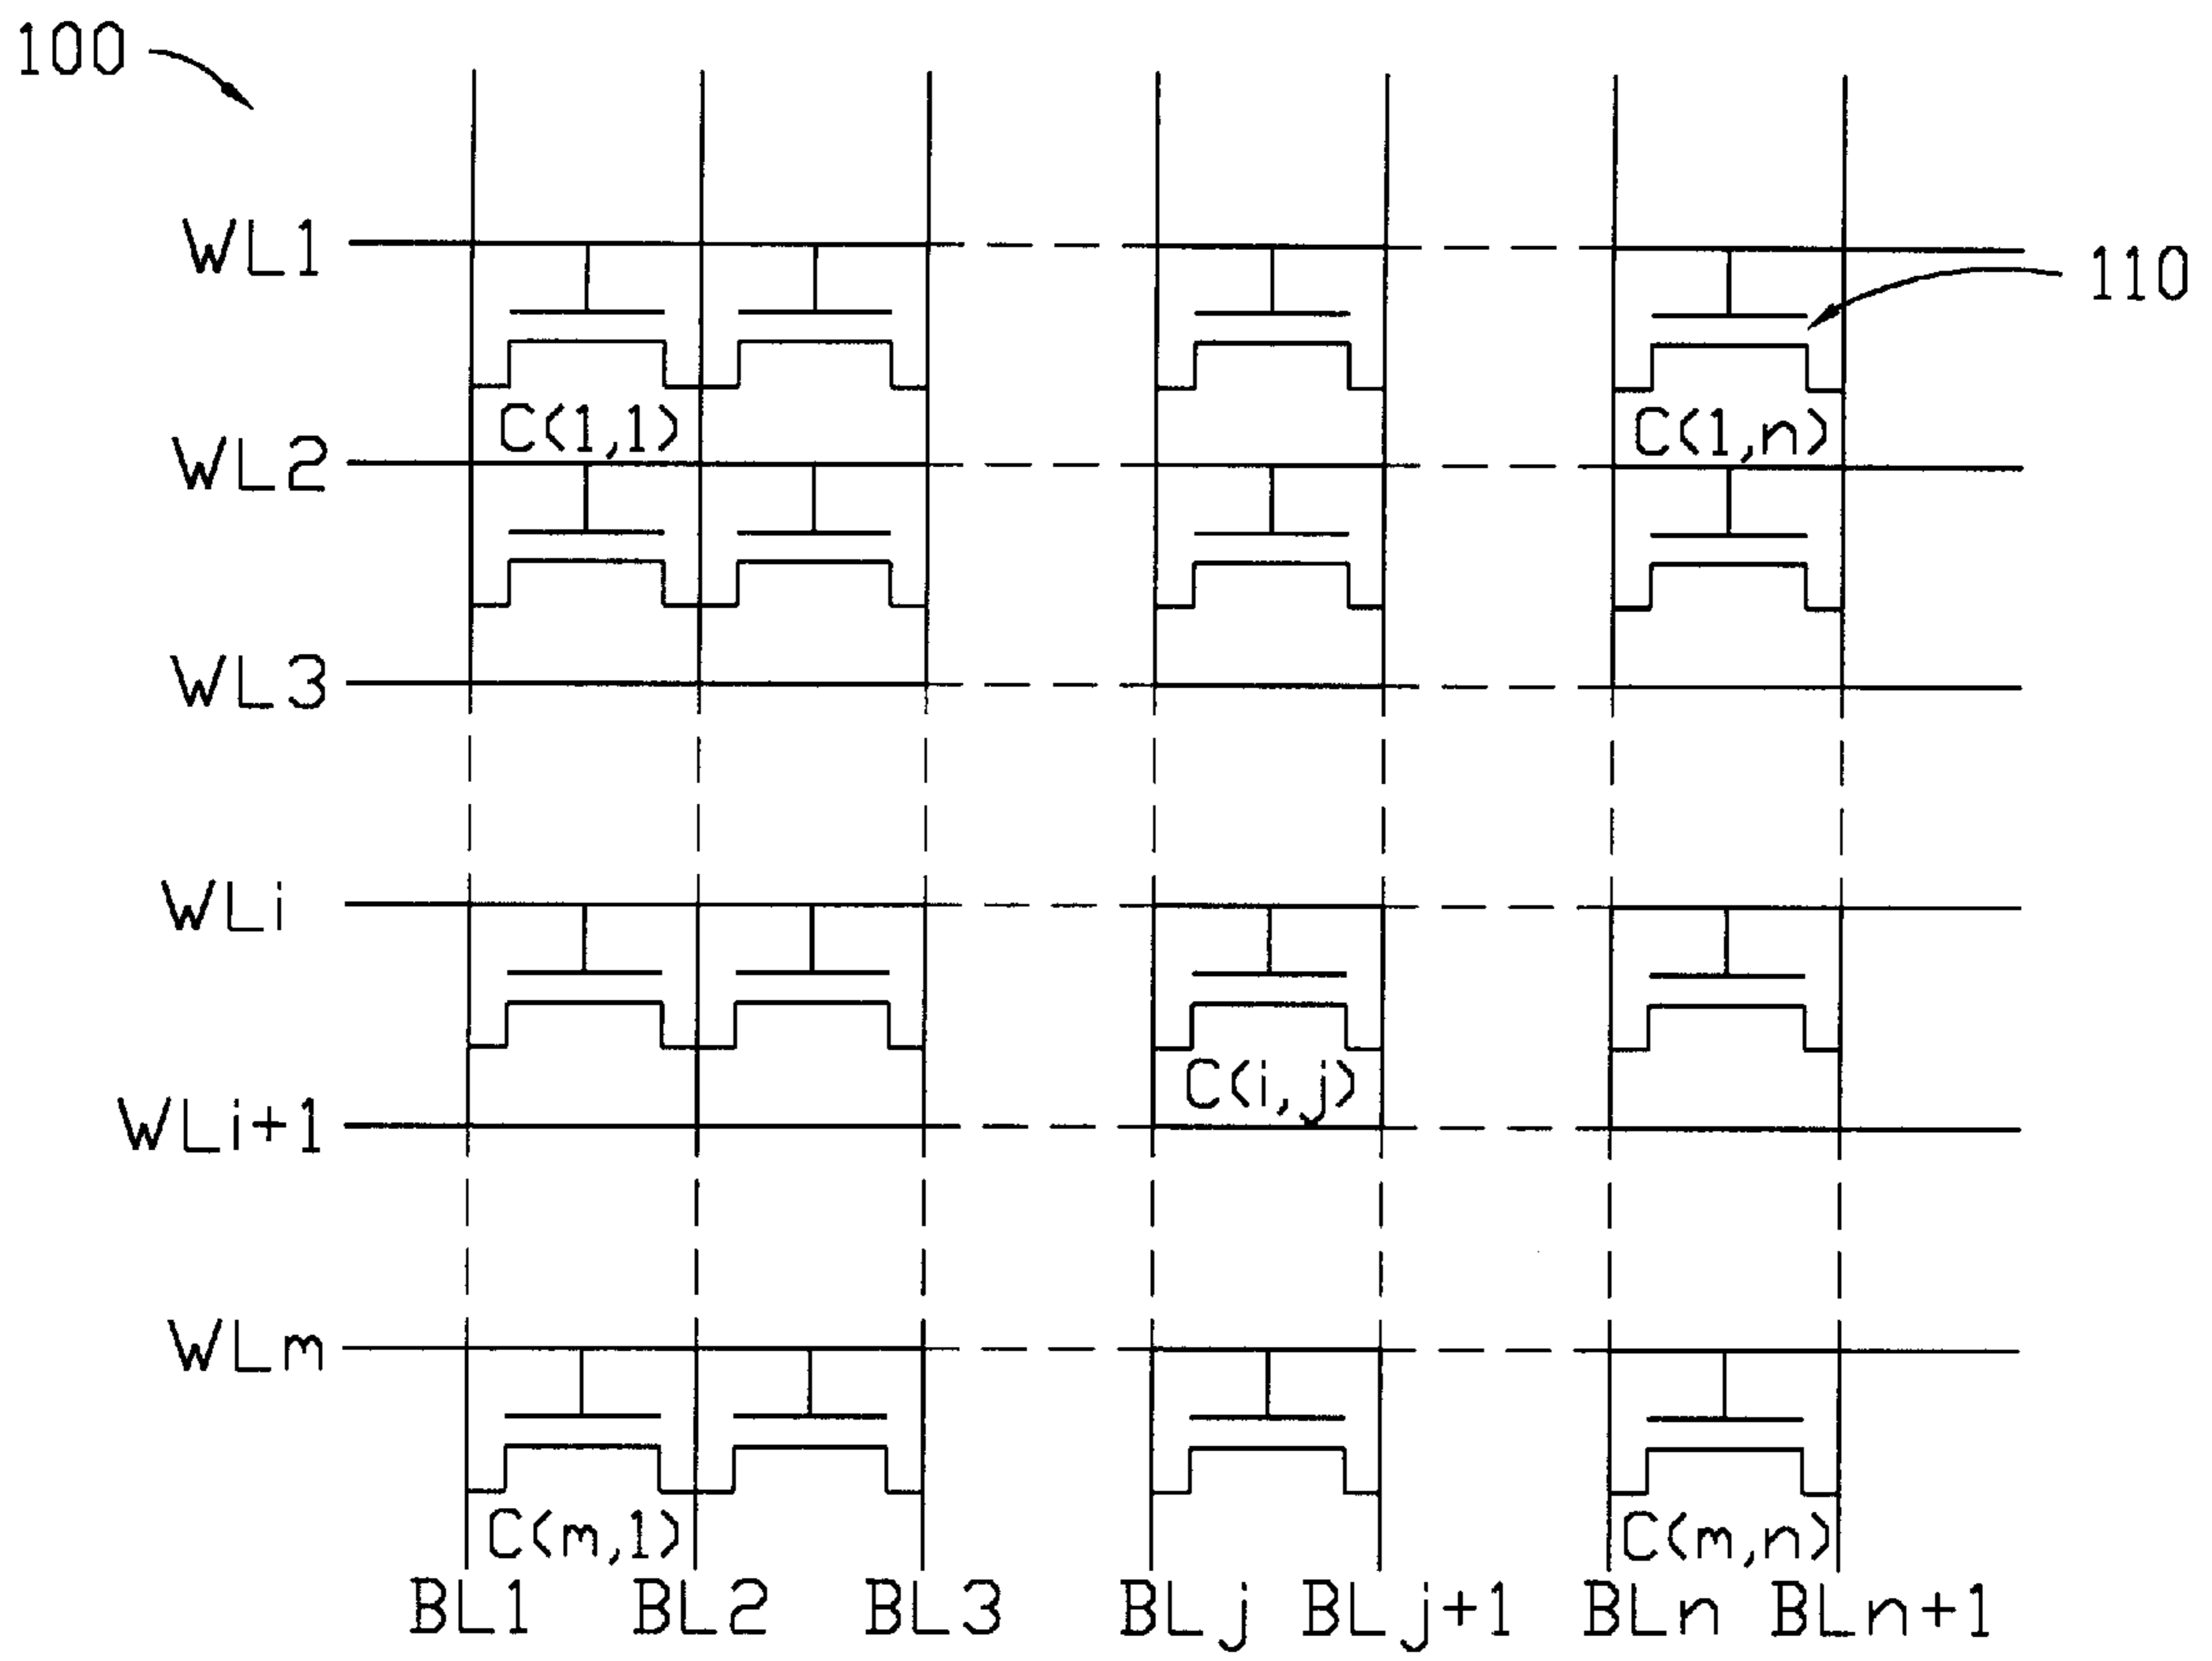 100
WL1
110
C(1,1)
C(1,n)
WL2
WL3
WLi
C(i,j)
WLi+1
WLm
C(m,1)
C(m,n)
BL1 BL2 BL3 BLj BLj+1 BLn BLn+1